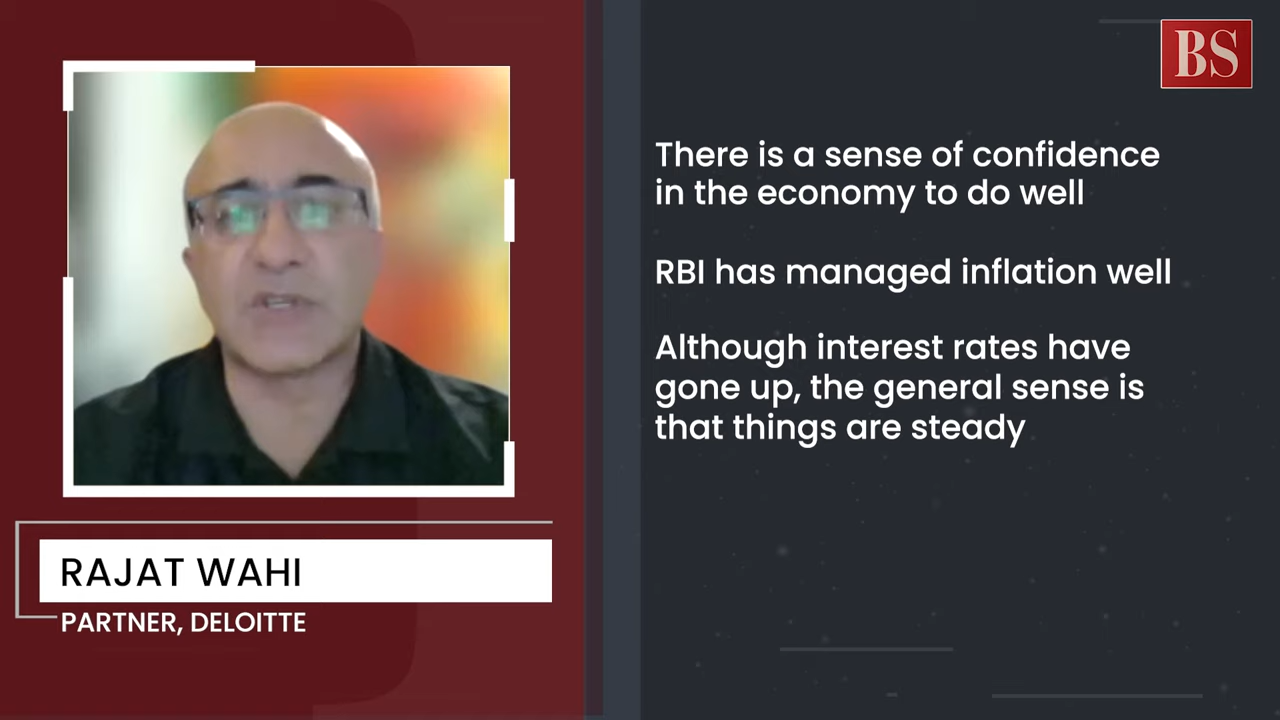 BS
There is a sense of confidence
in the economy to do well
RBI has managed inflation well
Although interest rates have
gone up, the general sense is
that things are steady
RAJAT WAHI
PARTNER, DELOITTE